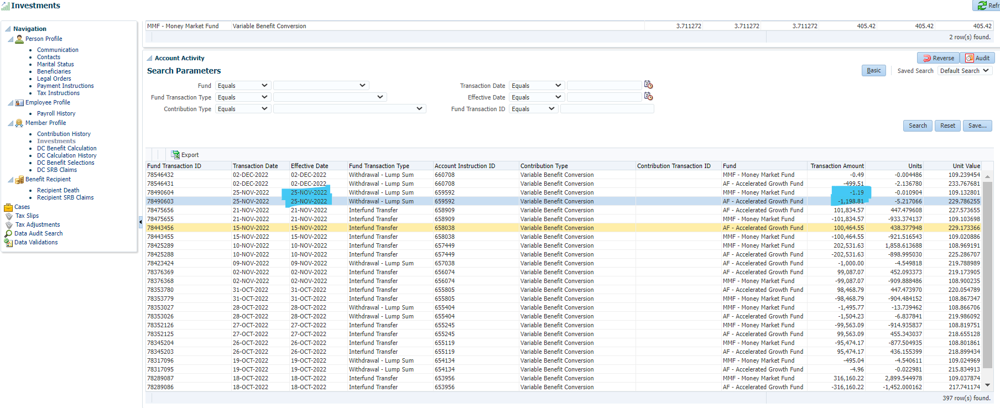 Investments
Refr
Navigation
Person Profile
Communication
Contacts
Marital Status
Beneficiaries
Legal Orders
Payment Instructions
Tax Instructions
Employee Profile
Payroll History
Member Profile
Contribution History
Investments
DC Benefit Calculation
DC Calculation History
DC Benefit Selections
DC SRB Claims
Benefit Recipient
Recipient Death
Recipient SRB Claims
Cases
Tax Slips
Tax Adjustments
Data Audit Search
Data Validations
MMF - Money Market Fund Variable Benefit Conversion 3.711272 3.711272 3.711272 405.42 405.42 405.42
2 row(s) found.
Account Activity Reverse Audit
Search Parameters Basic Saved Search Default Search
Fund Equals Transaction Date Equals
Fund Transaction Type Equals Effective Date Equals
Contribution Type Equals Fund Transaction ID Equals
Search Reset Save...
Export
Fund Transaction ID Transaction Date Effective Date Fund Transaction Type Account Instruction ID Contribution Type Contribution Transaction ID Fund Transaction Amount Units Unit Value
78546432 02-DEC-2022 02-DEC-2022 Withdrawal - Lump Sum 660708 Variable Benefit Conversion MMF - Money Market Fund -0.49 -0.004486 109.239454
78546431 02-DEC-2022 02-DEC-2022 Withdrawal - Lump Sum 660708 Variable Benefit Conversion AF - Accelerated Growth Fund -499.51 -2.136780 233.767681
78490604 25-NOV-2022 25-NOV-2022 Withdrawal - Lump Sum 659592 Variable Benefit Conversion MMF - Money Market Fund -1.19 -0.010904 109.132801
78490603 25-NOV-2022 25-NOV-2022 Withdrawal - Lump Sum 659592 Variable Benefit Conversion AF - Accelerated Growth Fund -1,198.81 -5.217066 229.786255
78475656 21-NOV-2022 21-NOV-2022 Interfund Transfer 658909 Variable Benefit Conversion AF - Accelerated Growth Fund 101,834.57 447.479608 227.573655
78475655 21-NOV-2022 21-NOV-2022 Interfund Transfer 658909 Variable Benefit Conversion MMF - Money Market Fund -101,834.57 -933.374137 109.103698
78443456 15-NOV-2022 15-NOV-2022 Interfund Transfer 658038 Variable Benefit Conversion AF - Accelerated Growth Fund 100,464.55 438.377948 229.173366
78443455 15-NOV-2022 15-NOV-2022 Interfund Transfer 658038 Variable Benefit Conversion MMF - Money Market Fund -100,464.55 -921.516543 109.020886
78425289 10-NOV-2022 10-NOV-2022 Interfund Transfer 657449 Variable Benefit Conversion MMF - Money Market Fund 202,531.63 1,858.613688 108.969191
78425288 10-NOV-2022 10-NOV-2022 Interfund Transfer 657449 Variable Benefit Conversion AF - Accelerated Growth Fund -202,531.63 -898.995030 225.286707
78423424 09-NOV-2022 09-NOV-2022 Withdrawal - Lump Sum 657038 Variable Benefit Conversion AF - Accelerated Growth Fund -1,000.00 -4.549818 219.788989
78376369 02-NOV-2022 02-NOV-2022 Interfund Transfer 656074 Variable Benefit Conversion AF - Accelerated Growth Fund 99,087.07 452.093373 219.173905
78376368 02-NOV-2022 02-NOV-2022 Interfund Transfer 656074 Variable Benefit Conversion MMF - Money Market Fund -99,087.07 -909.888486 108.900235
78353780 31-OCT-2022 31-OCT-2022 Interfund Transfer 655805 Variable Benefit Conversion AF - Accelerated Growth Fund 98,468.79 447.473970 220.054789
78353779 31-OCT-2022 31-OCT-2022 Interfund Transfer 655805 Variable Benefit Conversion MMF - Money Market Fund -98,468.79 -904.484152 108.867347
78353027 28-OCT-2022 28-OCT-2022 Withdrawal - Lump Sum 655404 Variable Benefit Conversion MMF - Money Market Fund -1,495.77 -13.739462 108.866706
78353026 28-OCT-2022 28-OCT-2022 Withdrawal - Lump Sum 655404 Variable Benefit Conversion AF - Accelerated Growth Fund -1,504.23 -6.837841 219.986092
78352126 27-OCT-2022 27-OCT-2022 Interfund Transfer 655245 Variable Benefit Conversion MMF - Money Market Fund -99,563.09 -914.935837 108.819751
78352125 27-OCT-2022 27-OCT-2022 Interfund Transfer 655245 Variable Benefit Conversion AF - Accelerated Growth Fund 99,563.09 455.343037 218.655128
78345204 26-OCT-2022 26-OCT-2022 Interfund Transfer 655119 Variable Benefit Conversion MMF - Money Market Fund -95,474.17 -877.504935 108.801861
78345203 26-OCT-2022 26-OCT-2022 Interfund Transfer 655119 Variable Benefit Conversion AF - Accelerated Growth Fund 95,474.17 436.155399 218.899434
78317096 19-OCT-2022 19-OCT-2022 Withdrawal - Lump Sum 654134 Variable Benefit Conversion MMF - Money Market Fund -495.04 -4.540611 109.024969
78317095 19-OCT-2022 19-OCT-2022 Withdrawal - Lump Sum 654134 Variable Benefit Conversion AF - Accelerated Growth Fund -4.96 -0.022981 215.834913
78289087 18-OCT-2022 18-OCT-2022 Interfund Transfer 653956 Variable Benefit Conversion MMF - Money Market Fund 316,160.22 2,899.544978 109.037874
78289086 18-OCT-2022 18-OCT-2022 Interfund Transfer 653956 Variable Benefit Conversion AF - Accelerated Growth Fund -316,160.22 -1,452.000162 217.741174
397 row(s) found.